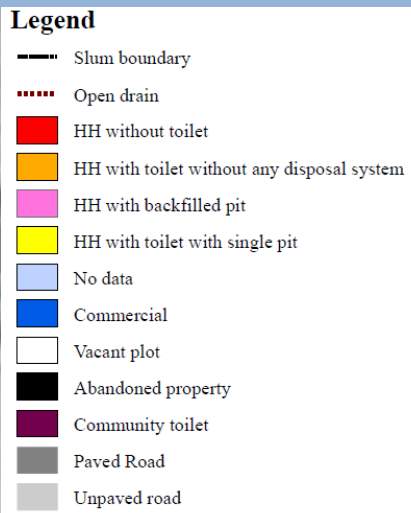 Legend
Slum boundary
Open drain
HH without toilet
HH with toilet without any disposal system
HH with backfilled pit
HH with toilet with single pit
No data
Commercial
Vacant plot
Abandoned property
Community toilet
Paved Road
Unpaved road